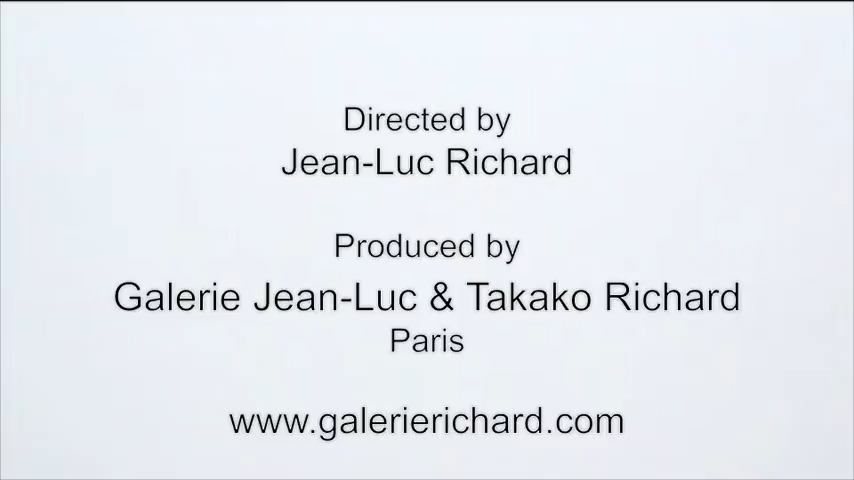 Directed by
Jean-Luc Richard
Produced by
Galerie Jean-Luc & Takako Richard
Paris
www.galerierichard.com